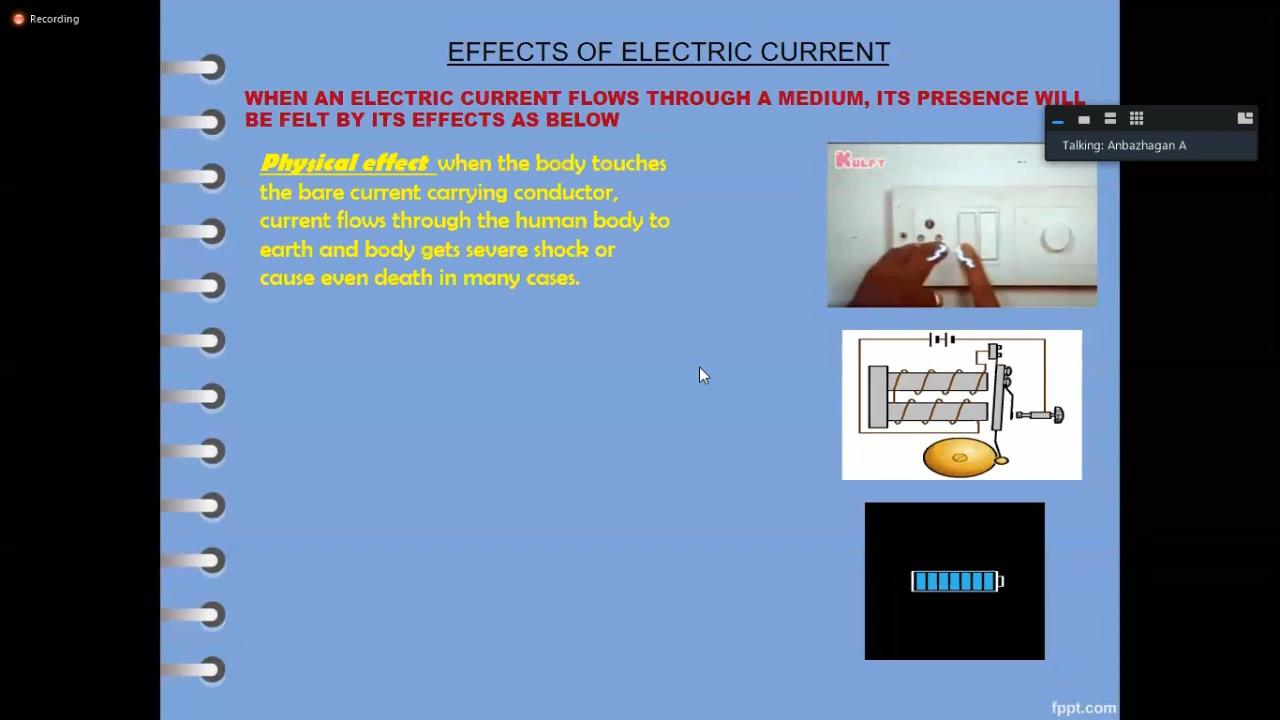 Recording
EFFECTS OF ELECTRIC CURRENT
WHEN AN ELECTRIC CURRENT FLOWS THROUGH A MEDIUM, ITS PRESENCE WILL
BE FELT BY ITS EFFECTS AS BELOW
Talking: Anbazhagan A
Physical effect when the body touches
the bare current carrying conductor,
current flows through the human body to
earth and body gets severe shock or
cause even death in many cases.
KULFT
fppt.com